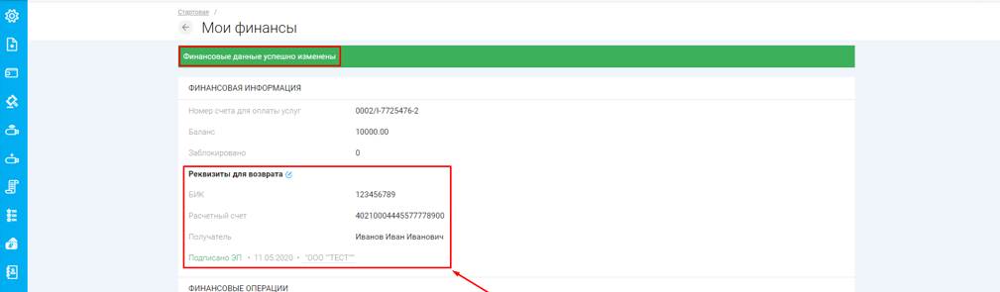 Стартовая /
Мои финансы
Финансовые данные успешно изменены
ФИНАНСОВАЯ ИНФОРМАЦИЯ
Номер счета для оплаты услуг 0002/I-7725476-2
Баланс 10000.00
Заблокировано 0
Реквизиты для возврата
БИК 123456789
Расчетный счет 40210004445577778900
Получатель Иванов Иван Иванович
Подписано ЭП • 11.05.2020 • "ООО ""ТЕСТ"""
ФИНАНСОВЫЕ ОПЕРАЦИИ